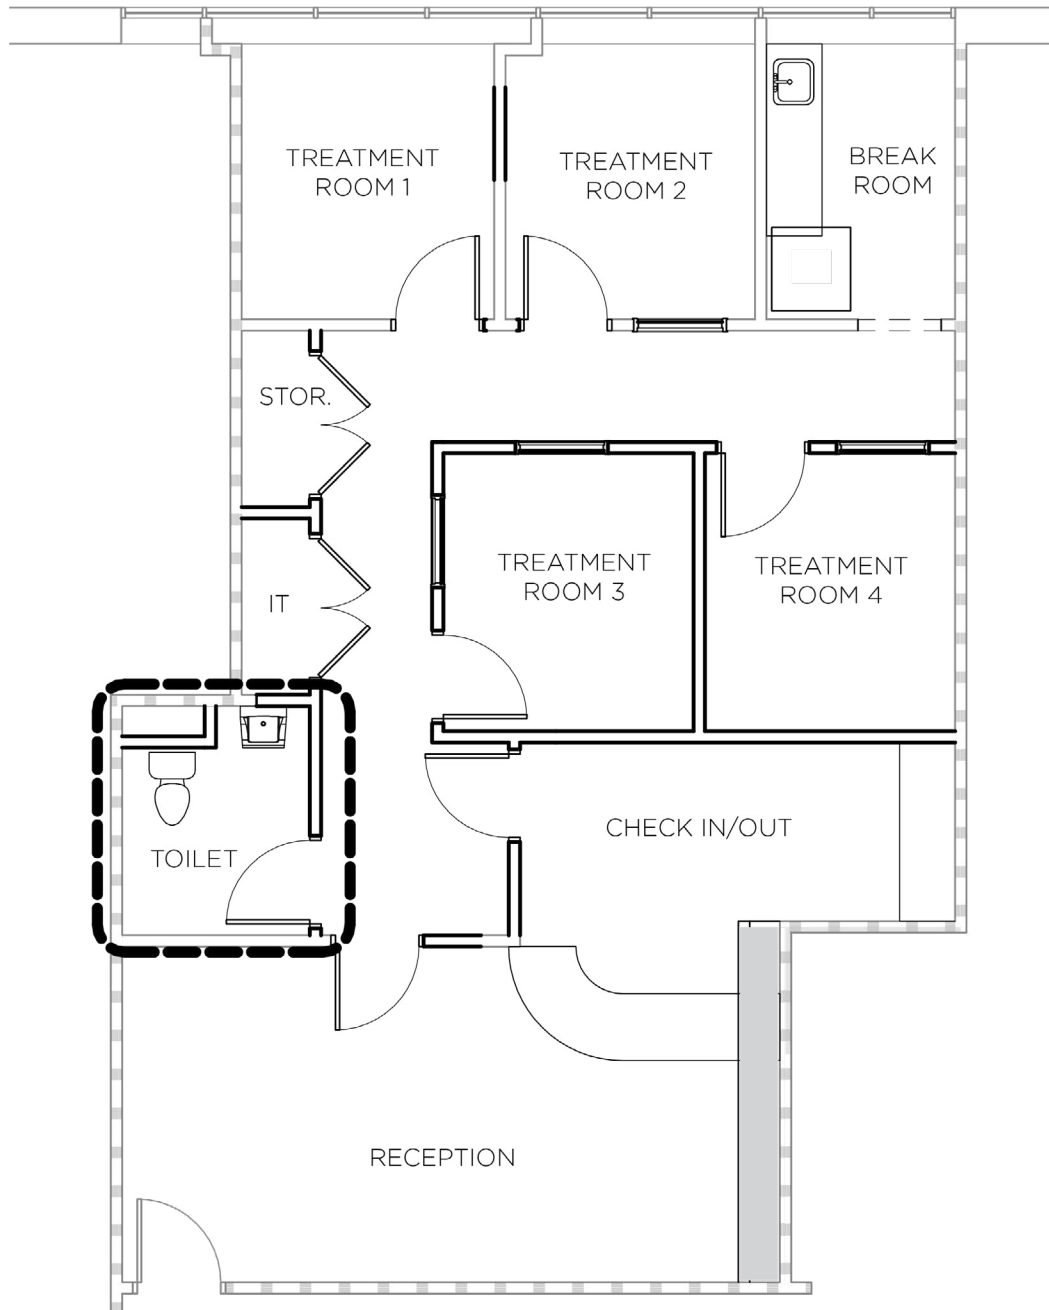 TREATMENT
ROOM 1
TREATMENT
ROOM 2
BREAK
ROOM
STOR.
IT
TREATMENT
ROOM 3
TREATMENT
ROOM 4
TOILET
CHECK IN/OUT
RECEPTION